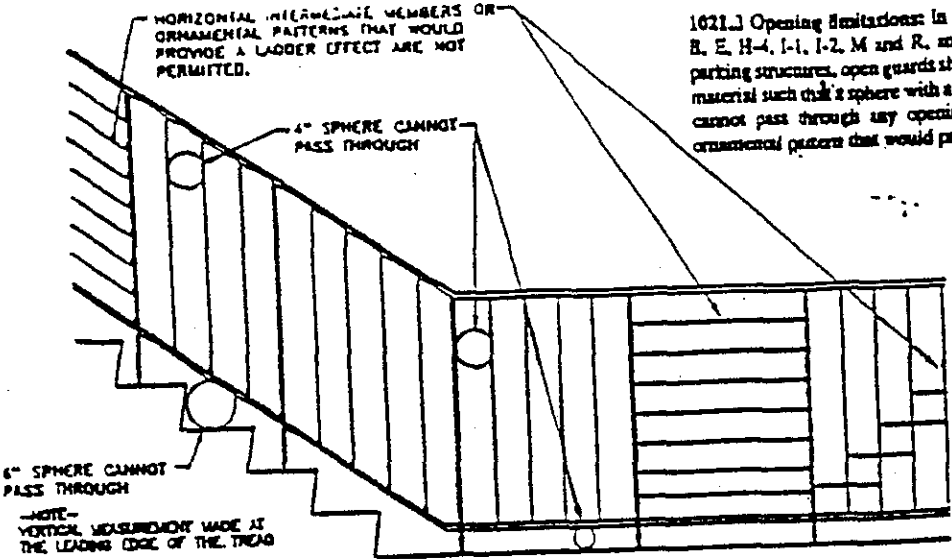 HORIZONTAL INTERMEDIATE MEMBERS OR
ORNAMENTAL PATTERNS THAT WOULD
PROVIDE A LADDER EFFECT ARE NOT
PERMITTED.
1021.3 Opening limitations: In
B, E, H-4, I-1, I-2, M and R, an
parking structures, open guards sh
material such that a sphere with a
cannot pass through any openi
ornamental pattern that would pr
4" SPHERE CANNOT
PASS THROUGH
6" SPHERE CANNOT
PASS THROUGH
-NOTE-
VERTICAL MEASUREMENT MADE AT
THE LEADING EDGE OF THE TREAD